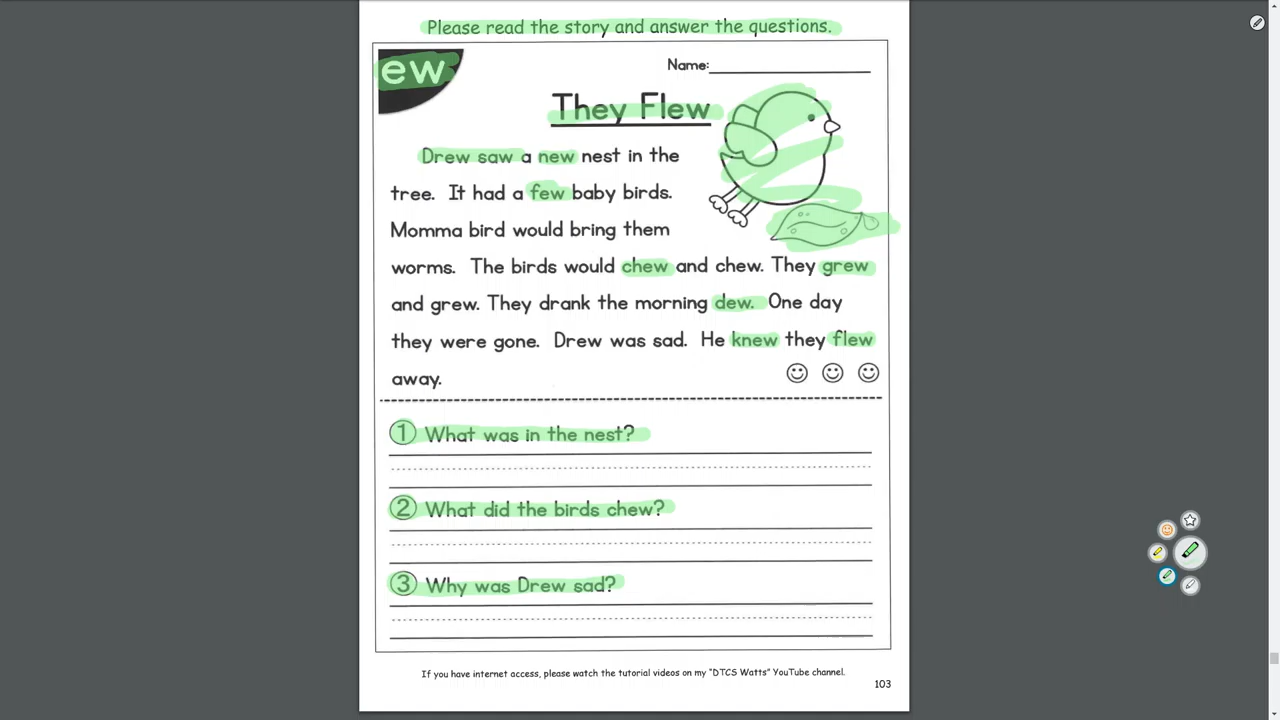 Please read the story and answer the questions.
ew
Name:
They Flew
Drew saw a new nest in the
tree. It had a few baby birds.
Momma bird would bring them
worms. The birds would chew and chew. They grew
and grew. They drank the morning dew. One day
they were gone. Drew was sad. He knew they flew
away.
1 What was in the nest?
2 What did the birds chew?
3 Why was Drew sad?
If you have internet access, please watch the tutorial videos on my "DTCS Watts" YouTube channel.
103